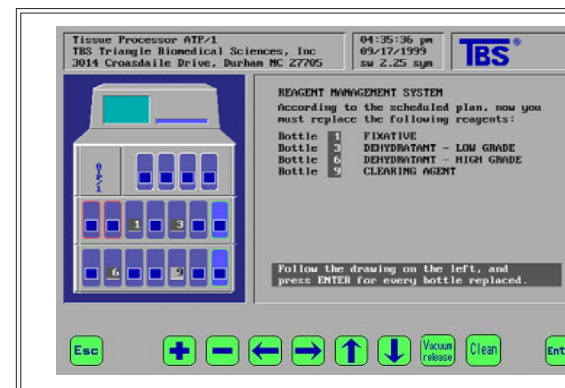 Tissue Processor ATP/1
TBS Triangle Biomedical Sciences, Inc
3014 Croasdaile Drive, Durham NC 27705
04:35:36 pm
09/17/1999
sw 2.25 sym
TBS®
REAGENT MANAGEMENT SYSTEM
According to the scheduled plan, now you
must replace the following reagents:
Bottle 1 FIXATIVE
Bottle 3 DEHYDRATANT - LOW GRADE
Bottle 6 DEHYDRATANT - HIGH GRADE
Bottle 9 CLEARING AGENT
ATP/1
1 3
6 9
Follow the drawing on the left, and
press ENTER for every bottle replaced.
Esc
Vacuum
release
Clean
Ent